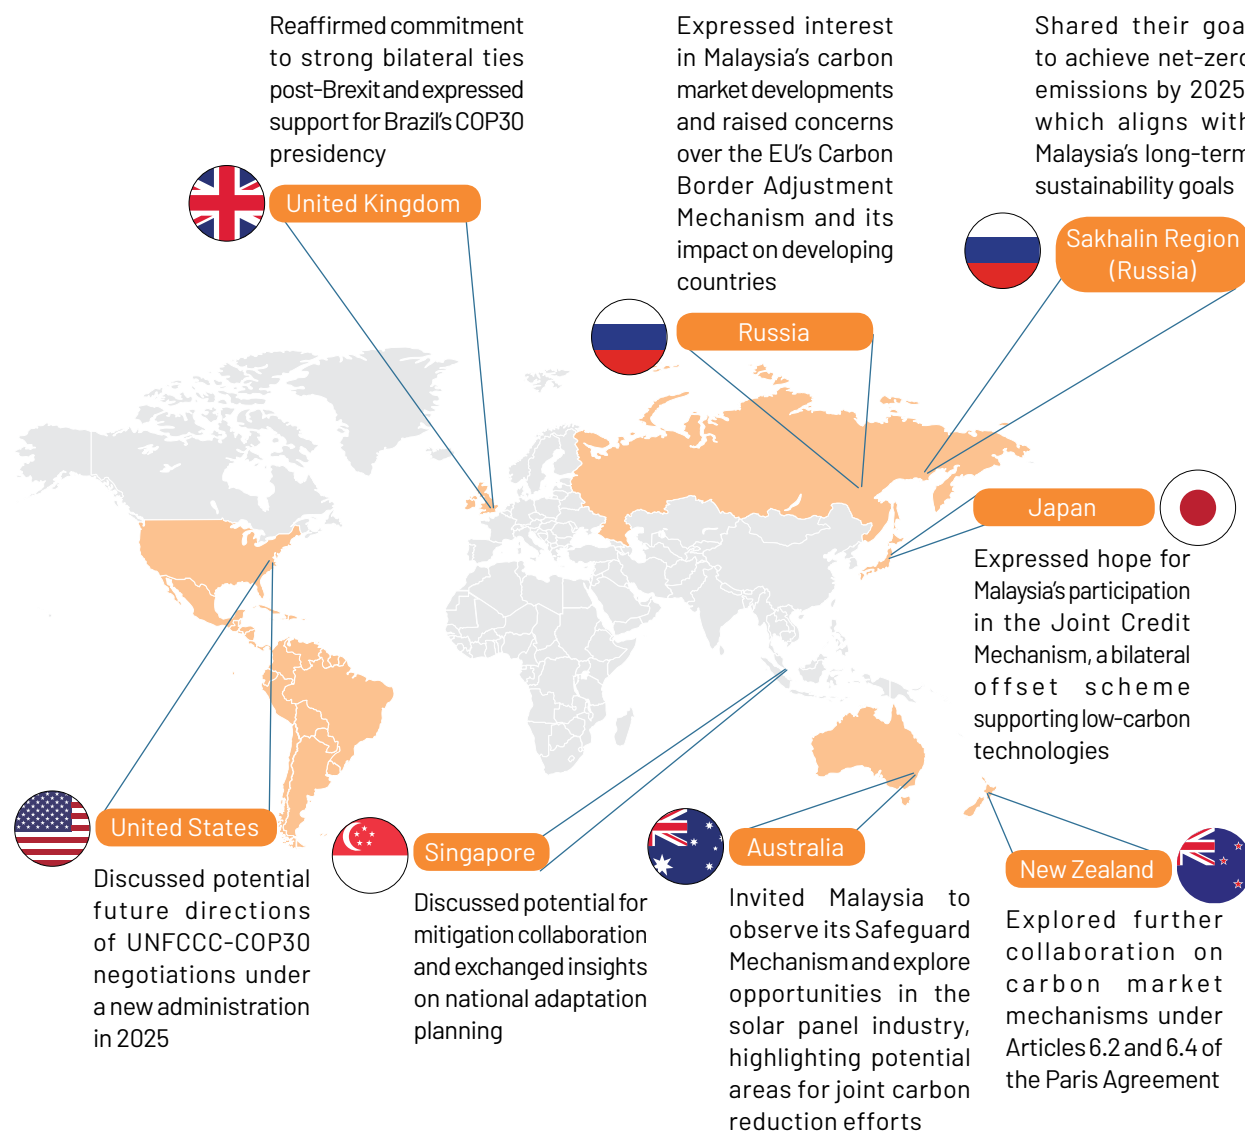 Reaffirmed commitment
to strong bilateral ties
post-Brexit and expressed
support for Brazil's COP30
presidency
United Kingdom
Expressed interest
in Malaysia's carbon
market developments
and raised concerns
over the EU's Carbon
Border Adjustment
Mechanism and its
impact on developing
countries
Russia
Shared their goa
to achieve net-zero
emissions by 2025
which aligns with
Malaysia's long-term
sustainability goals
Sakhalin Region
(Russia)
Japan
Expressed hope for
Malaysia's participation
in the Joint Credit
Mechanism, a bilateral
offset scheme
supporting low-carbon
technologies
United States
Discussed potential
future directions
of UNFCCC-COP30
negotiations under
a new administration
in 2025
Singapore
Discussed potential for
mitigation collaboration
and exchanged insights
on national adaptation
planning
Australia
Invited Malaysia to
observe its Safeguard
Mechanism and explore
opportunities in the
solar panel industry,
highlighting potential
areas for joint carbon
reduction efforts
New Zealand
Explored further
collaboration on
carbon market
mechanisms under
Articles 6.2 and 6.4 of
the Paris Agreement